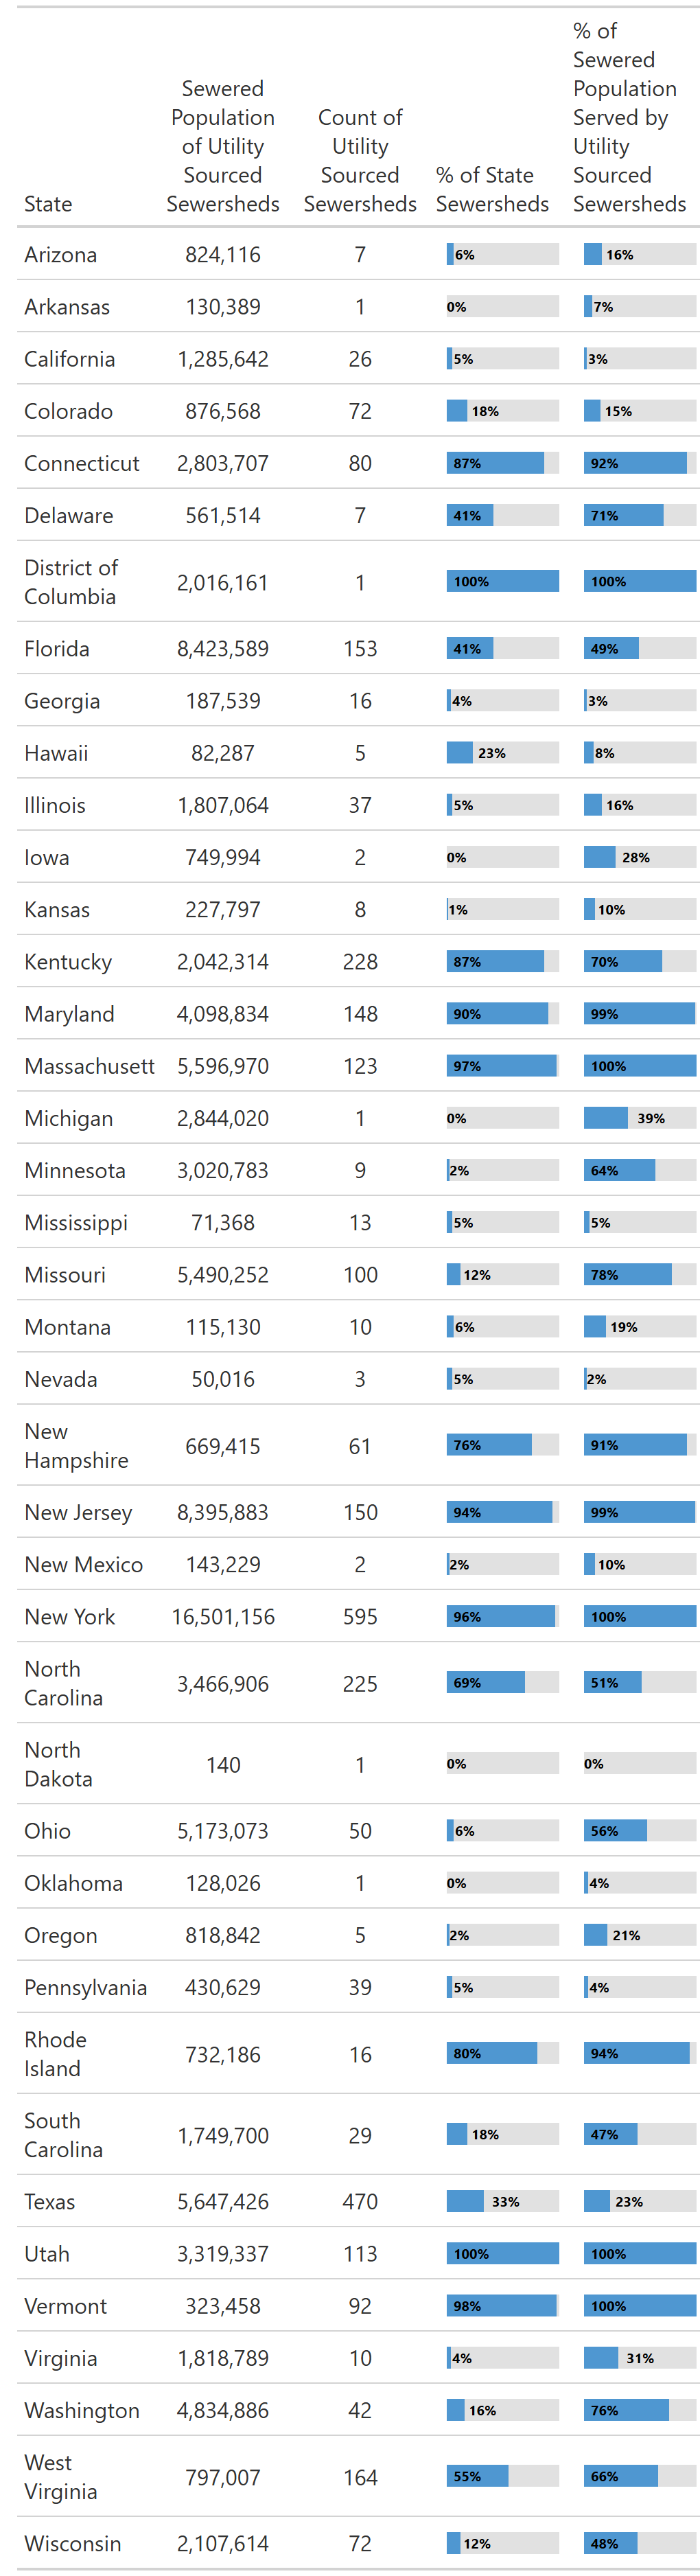 State
Sewered
Population
of Utility
Sourced
Sewersheds
Count of
Utility
Sourced
Sewersheds
% of State
Sewersheds
% of
Sewered
Population
Served by
Utility
Sourced
Sewersheds
Arizona 824,116 7 6% 16%
Arkansas 130,389 1 0% 7%
California 1,285,642 26 5% 3%
Colorado 876,568 72 18% 15%
Connecticut 2,803,707 80 87% 92%
Delaware 561,514 7 41% 71%
District of
Columbia 2,016,161 1 100% 100%
Florida 8,423,589 153 41% 49%
Georgia 187,539 16 4% 3%
Hawaii 82,287 5 23% 8%
Illinois 1,807,064 37 5% 16%
Iowa 749,994 2 0% 28%
Kansas 227,797 8 1% 10%
Kentucky 2,042,314 228 87% 70%
Maryland 4,098,834 148 90% 99%
Massachusett 5,596,970 123 97% 100%
Michigan 2,844,020 1 0% 39%
Minnesota 3,020,783 9 2% 64%
Mississippi 71,368 13 5% 5%
Missouri 5,490,252 100 12% 78%
Montana 115,130 10 6% 19%
Nevada 50,016 3 5% 2%
New
Hampshire 669,415 61 76% 91%
New Jersey 8,395,883 150 94% 99%
New Mexico 143,229 2 2% 10%
New York 16,501,156 595 96% 100%
North
Carolina 3,466,906 225 69% 51%
North
Dakota 140 1 0% 0%
Ohio 5,173,073 50 6% 56%
Oklahoma 128,026 1 0% 4%
Oregon 818,842 5 2% 21%
Pennsylvania 430,629 39 5% 4%
Rhode
Island 732,186 16 80% 94%
South
Carolina 1,749,700 29 18% 47%
Texas 5,647,426 470 33% 23%
Utah 3,319,337 113 100% 100%
Vermont 323,458 92 98% 100%
Virginia 1,818,789 10 4% 31%
Washington 4,834,886 42 16% 76%
West
Virginia 797,007 164 55% 66%
Wisconsin 2,107,614 72 12% 48%